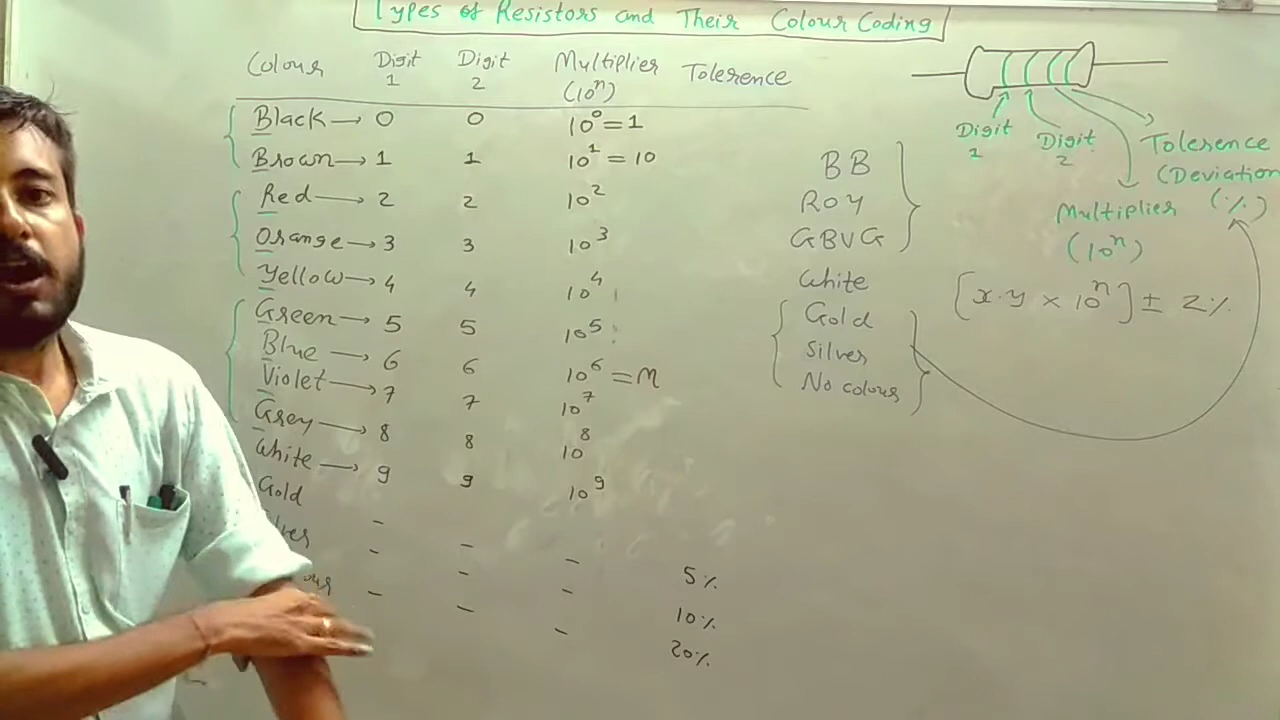 Types of Resistors and Their Colour Coding
Colour Digit 1 Digit 2 Multiplier (10ⁿ) Tolerence
Black → 0 0 10⁰ = 1
Brown → 1 1 10¹ = 10
Red → 2 2 10²
Orange → 3 3 10³
Yellow → 4 4 10⁴
Green → 5 5 10⁵
Blue → 6 6 10⁶ = M
Violet → 7 7 10⁷
Grey → 8 8 10⁸
White → 9 9 10⁹
Gold - - - 5%
- - - 10%
- - - 20%
BB
ROY
GBVG
White
Gold
Silver
No colour
Digit 1
Digit 2
Multiplier
(10ⁿ)
Tolerence
(Deviation
(%)
[x.y × 10ⁿ] ± Z%